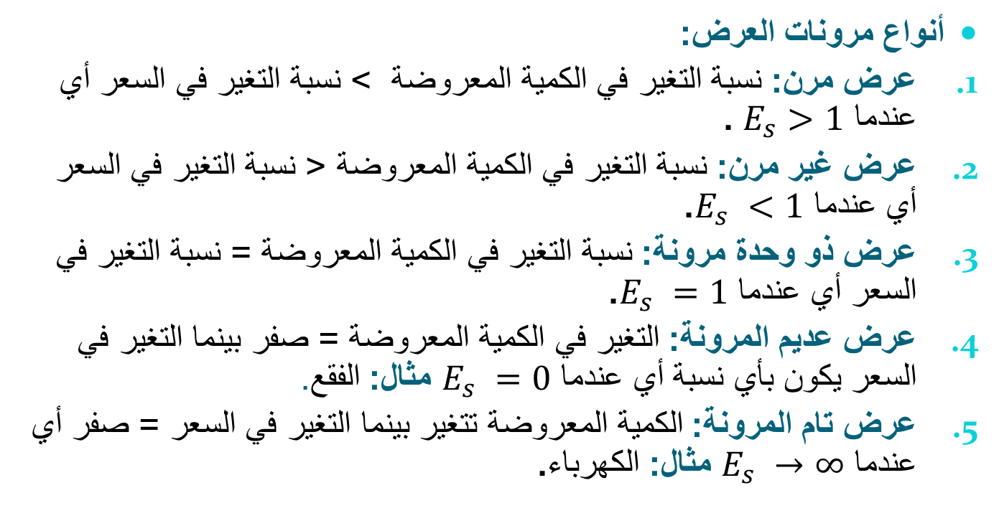 • أنواع مرونات العرض:
1. عرض مرن: نسبة التغير في الكمية المعروضة > نسبة التغير في السعر أي
عندما $E_s > 1$ .
2. عرض غير مرن: نسبة التغير في الكمية المعروضة < نسبة التغير في السعر
أي عندما $E_s < 1$.
3. عرض ذو وحدة مرونة: نسبة التغير في الكمية المعروضة = نسبة التغير في
السعر أي عندما $E_s = 1$.
4. عرض عديم المرونة: التغير في الكمية المعروضة = صفر بينما التغير في
السعر يكون بأي نسبة أي عندما $E_s = 0$ مثال: الفقع.
5. عرض تام المرونة: الكمية المعروضة تتغير بينما التغير في السعر = صفر أي
عندما $E_s → ∞$ مثال: الكهرباء.